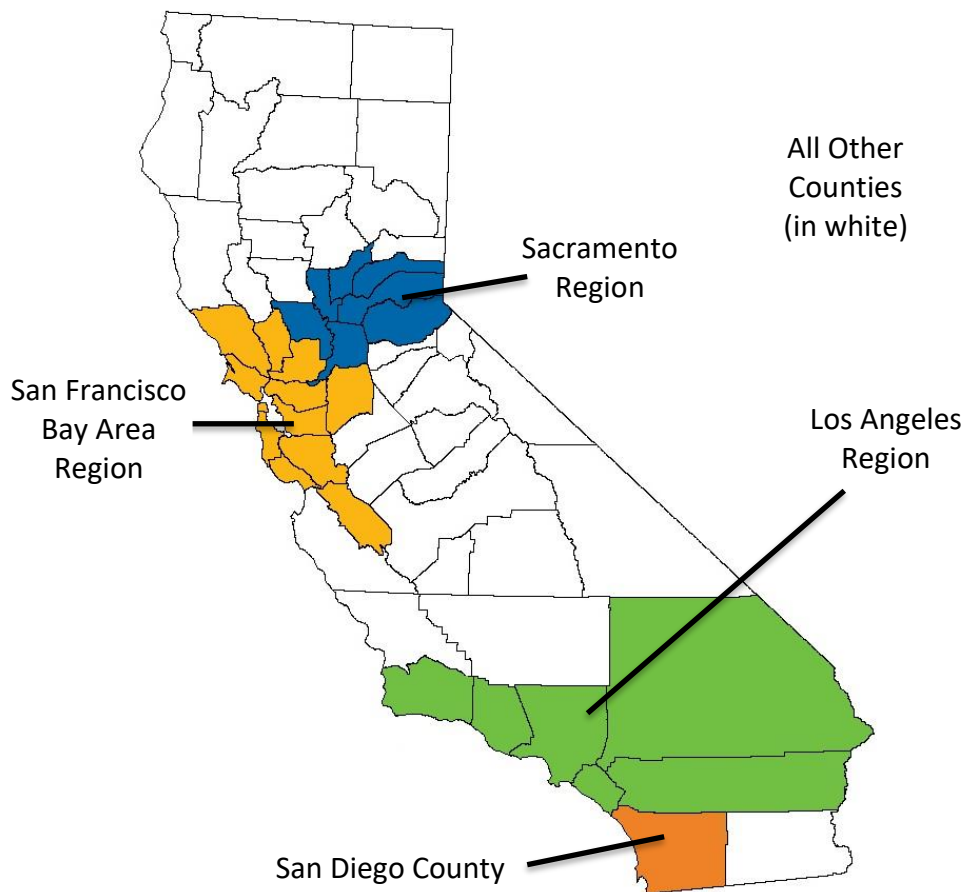 All Other
Counties
(in white)
Sacramento
Region
San Francisco
Bay Area
Region
Los Angeles
Region
San Diego County